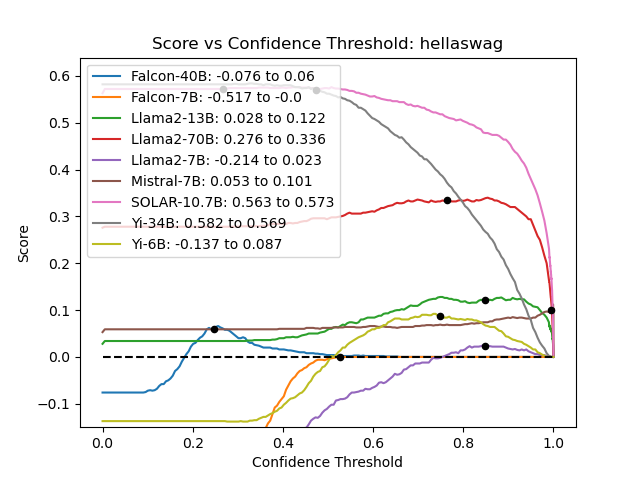 Score vs Confidence Threshold: hellaswag
Score
0.6
0.5
0.4
0.3
0.2
0.1
0.0
−0.1
Falcon-40B: -0.076 to 0.06
Falcon-7B: -0.517 to -0.0
Llama2-13B: 0.028 to 0.122
Llama2-70B: 0.276 to 0.336
Llama2-7B: -0.214 to 0.023
Mistral-7B: 0.053 to 0.101
SOLAR-10.7B: 0.563 to 0.573
Yi-34B: 0.582 to 0.569
Yi-6B: -0.137 to 0.087
0.0 0.2 0.4 0.6 0.8 1.0
Confidence Threshold